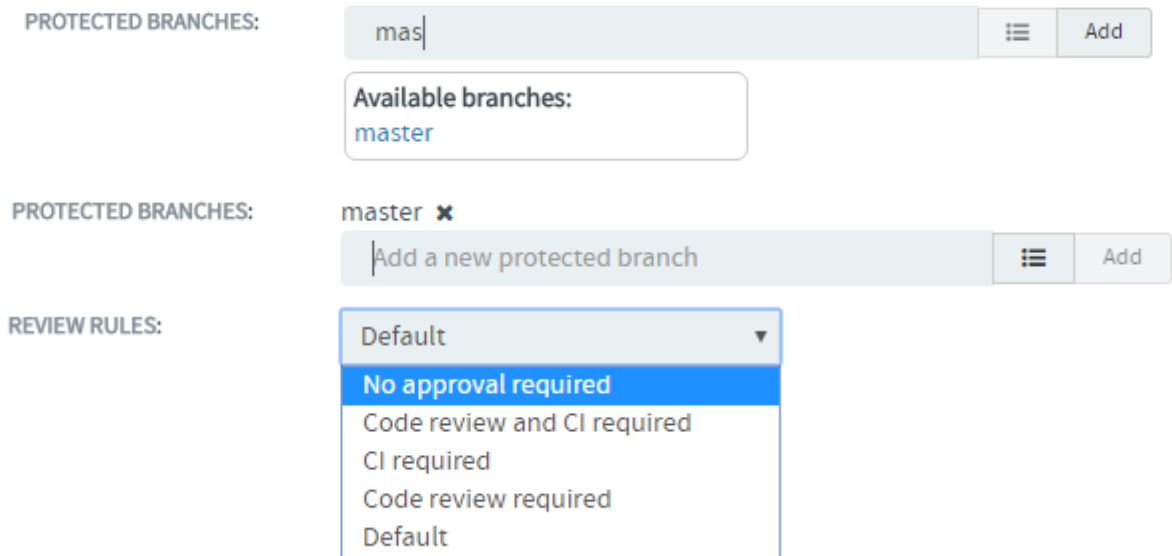 PROTECTED BRANCHES: mas Add
Available branches:
master
PROTECTED BRANCHES: master ✖
Add a new protected branch Add
REVIEW RULES: Default
No approval required
Code review and CI required
CI required
Code review required
Default